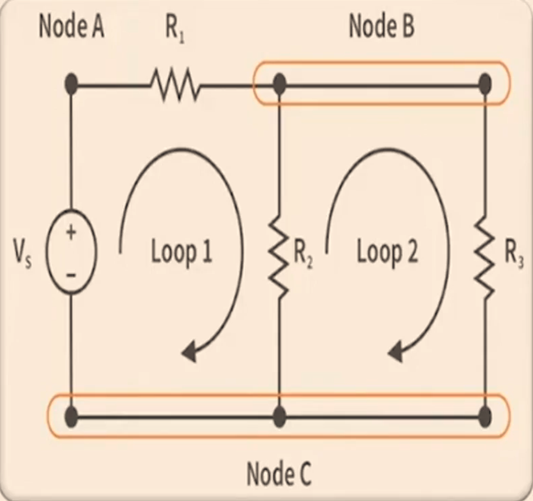 Node A
R₁
Node B
+
−
Vₛ
Loop 1
R₂
Loop 2
R₃
Node C